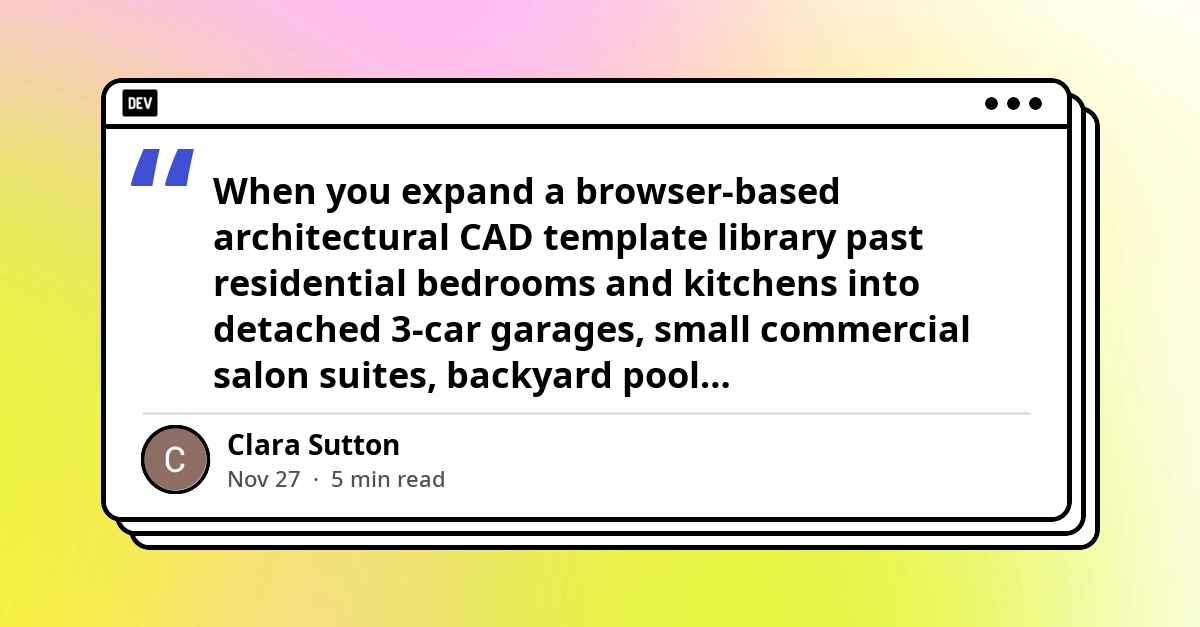 DEV
“
When you expand a browser-based
architectural CAD template library past
residential bedrooms and kitchens into
detached 3-car garages, small commercial
salon suites, backyard pool...
C
Clara Sutton
Nov 27 · 5 min read